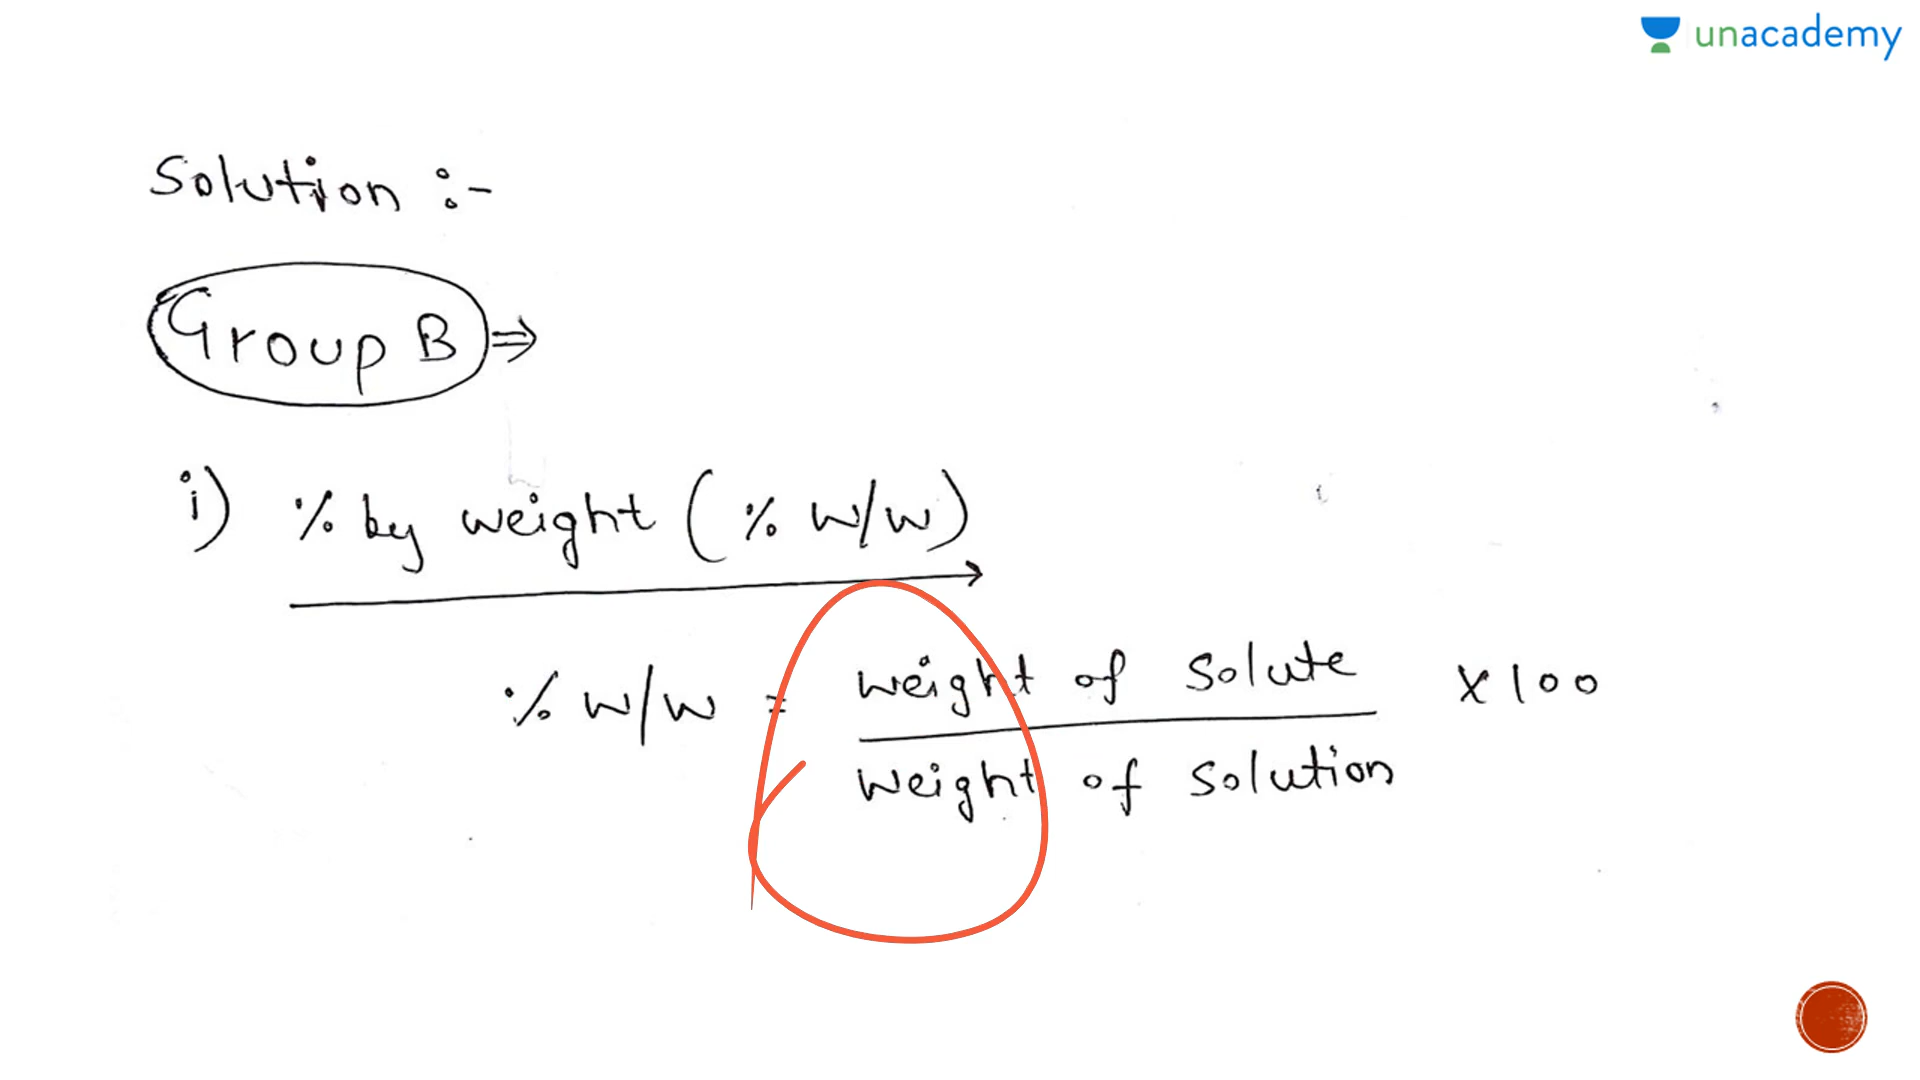 unacademy
Solution :-
Group B ⇒
i) % by weight (% w/w)
% w/w = weight of solute / weight of solution × 100